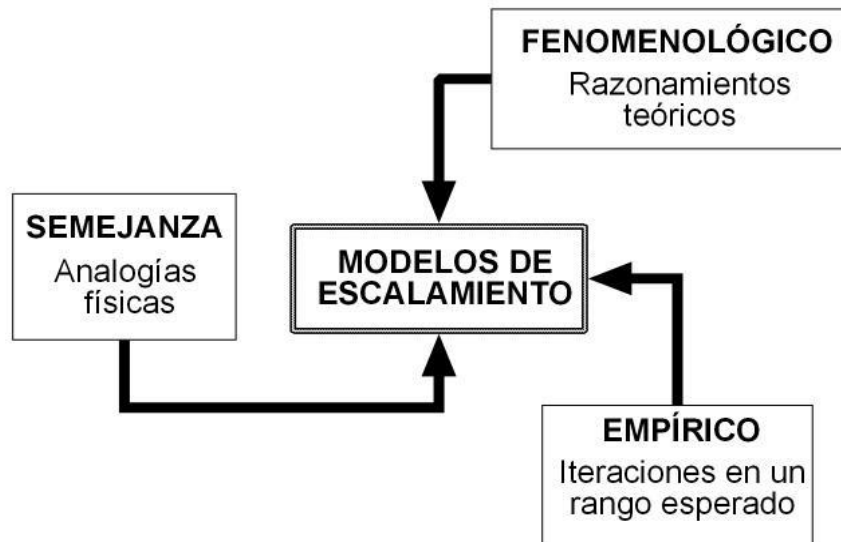 FENOMENOLÓGICO
Razonamientos
teóricos
SEMEJANZA
Analogías
físicas
MODELOS DE
ESCALAMIENTO
EMPÍRICO
Iteraciones en un
rango esperado